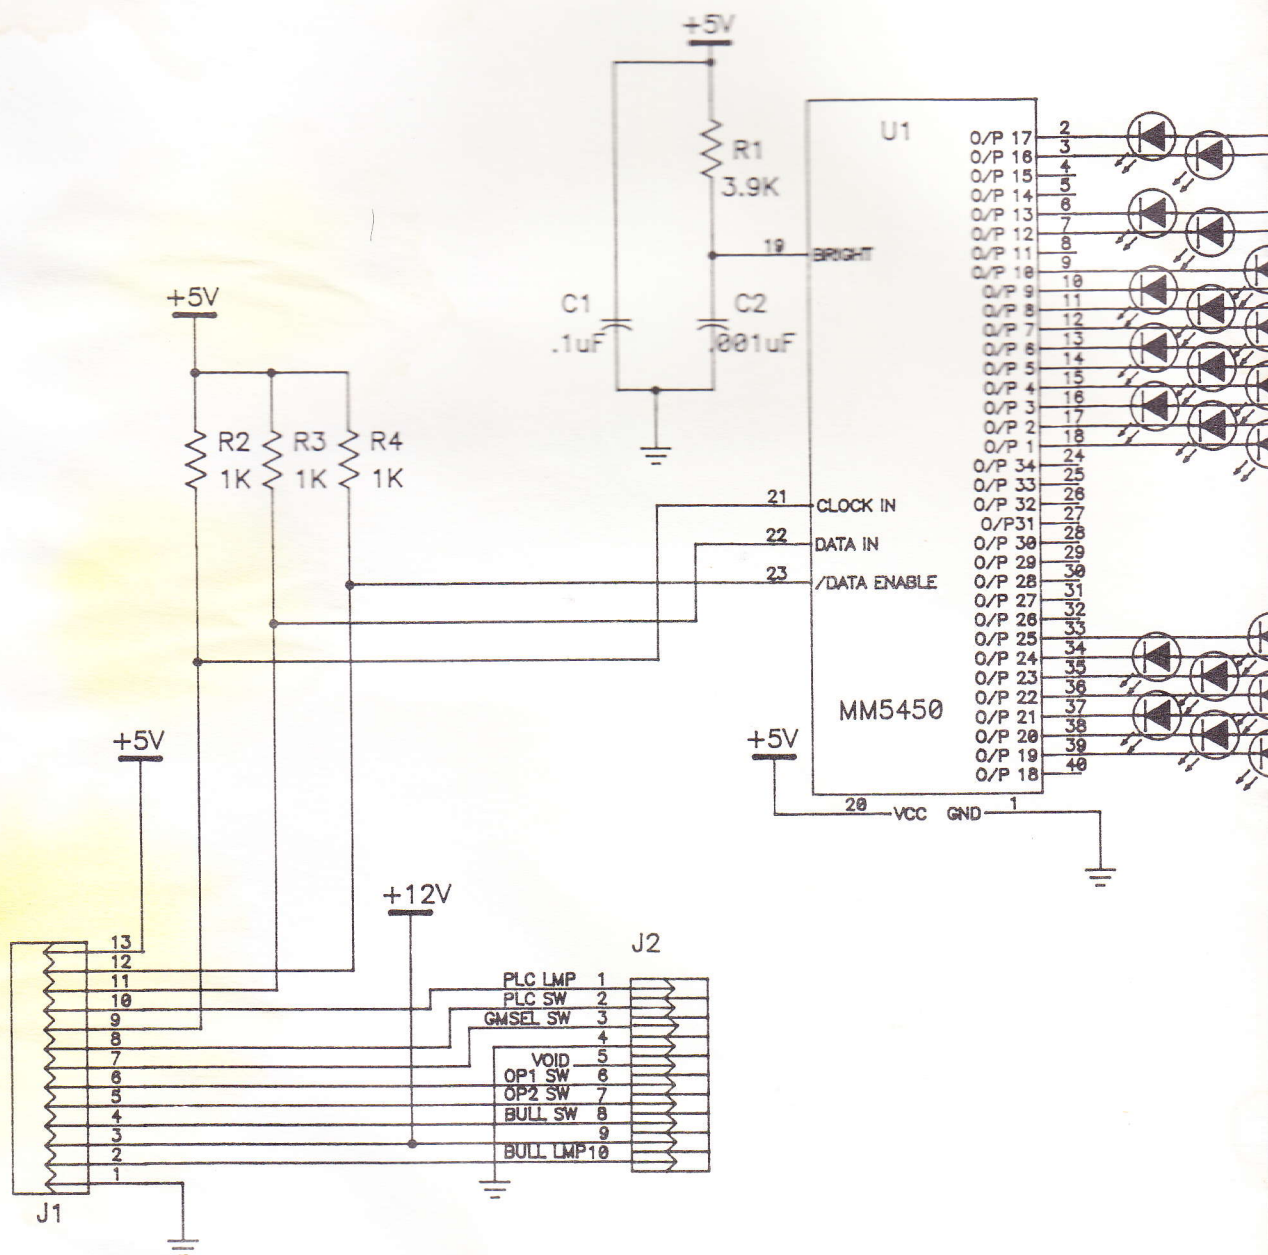 +5V
R1
3.9K
C1
.1uF
C2
.001uF
+5V
R2
1K
R3
1K
R4
1K
U1
19 BRIGHT
21 CLOCK IN
22 DATA IN
23 /DATA ENABLE
MM5450
O/P 17 2
O/P 16 3
O/P 15 4
O/P 14 5
O/P 13 6
O/P 12 7
O/P 11 8
O/P 10 9
O/P 9 10
O/P 8 11
O/P 7 12
O/P 6 13
O/P 5 14
O/P 4 15
O/P 3 16
O/P 2 17
O/P 1 18
O/P 34 24
O/P 33 25
O/P 32 26
O/P31 27
O/P 30 28
O/P 29 29
O/P 28 30
O/P 27 31
O/P 26 32
O/P 25 33
O/P 24 34
O/P 23 35
O/P 22 36
O/P 21 37
O/P 20 38
O/P 19 39
O/P 18 40
+5V
20 VCC GND 1
+5V
+12V
13
12
11
10
9
8
7
6
5
4
3
2
1
J1
J2
PLC LMP 1
PLC SW 2
GMSEL SW 3
4
VOID 5
OP1 SW 6
OP2 SW 7
BULL SW 8
9
BULL LMP10